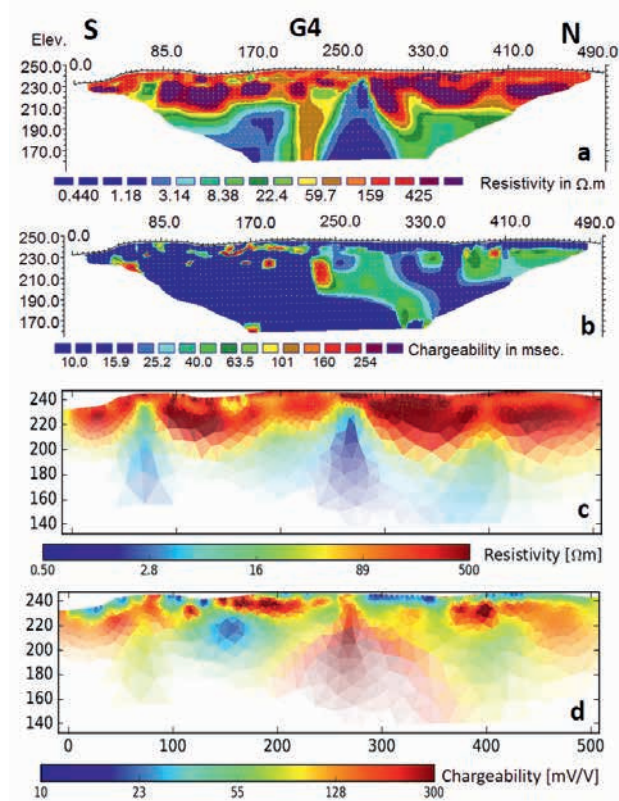 S G4 N
Elev. 0.0 85.0 170.0 250.0 330.0 410.0 490.0
250.0
230.0
210.0
190.0
170.0
a
0.440 1.18 3.14 8.38 22.4 59.7 159 425 Resistivity in Ω.m
250.0 0.0 85.0 170.0 250.0 330.0 410.0 490.0
230.0
210.0
190.0
170.0
b
10.0 15.9 25.2 40.0 63.5 101 160 254 Chargeability in msec.
240
220
200
180
160
140
c
0.50 2.8 16 89 500 Resistivity [Ωm]
240
220
200
180
160
140
d
0 100 200 300 400 500
10 23 55 128 300 Chargeability [mV/V]